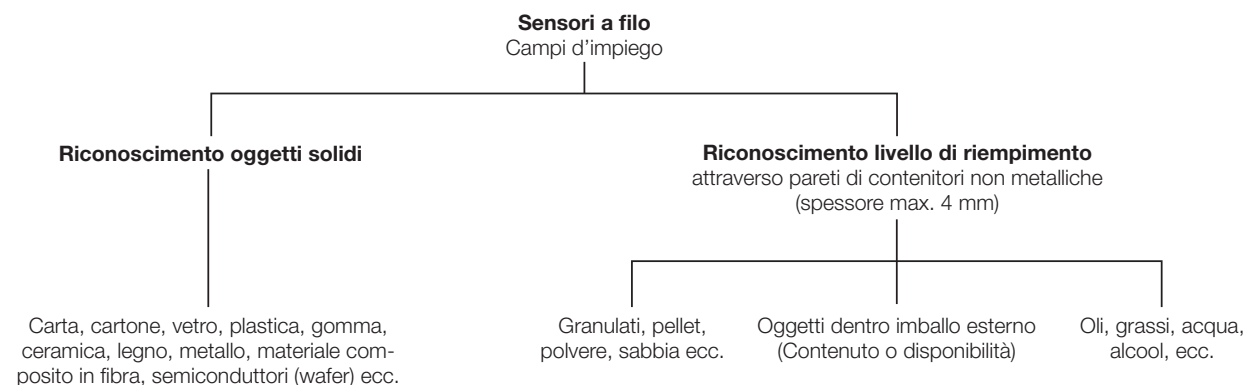 Sensori a filo
Campi d’impiego
Riconoscimento oggetti solidi
Riconoscimento livello di riempimento
attraverso pareti di contenitori non metalliche
(spessore max. 4 mm)
Carta, cartone, vetro, plastica, gomma,
ceramica, legno, metallo, materiale com-
posito in fibra, semiconduttori (wafer) ecc.
Granulati, pellet,
polvere, sabbia ecc.
Oggetti dentro imballo esterno
(Contenuto o disponibilità)
Oli, grassi, acqua,
alcool, ecc.